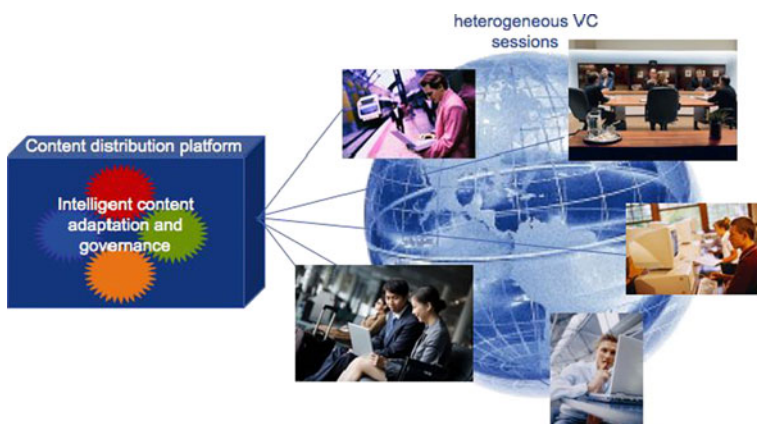 heterogeneous VC
sessions
Content distribution platform
Intelligent content
adaptation and
governance